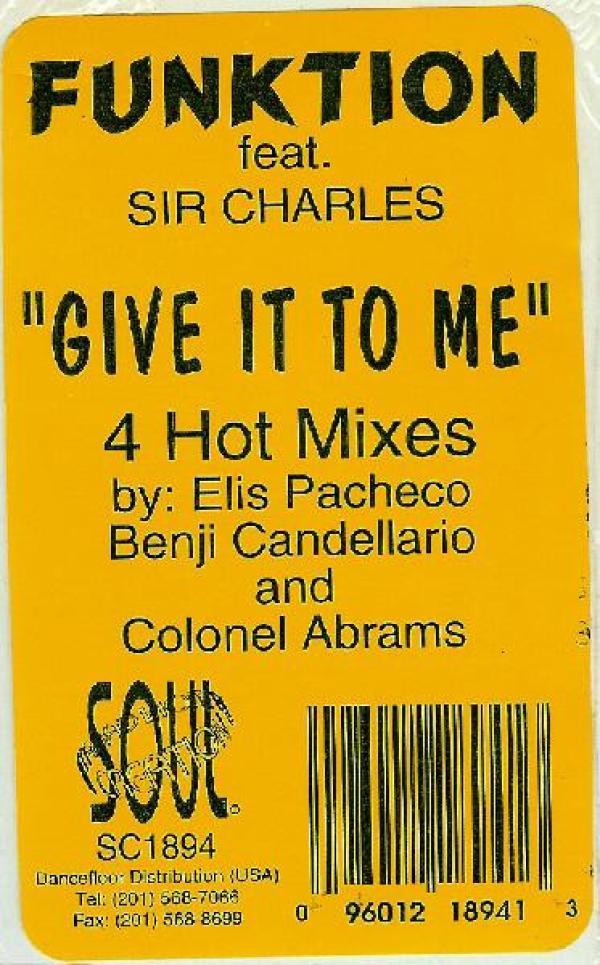 FUNKTION
feat.
SIR CHARLES
"GIVE IT TO ME"
4 Hot Mixes
by: Elis Pacheco
Benji Candellario
and
Colonel Abrams
SOUL
SC1894
Dancefloor Distribution (USA)
Tel: (201) 568-7066
Fax: (201) 568-8699
0 96012 18941 3